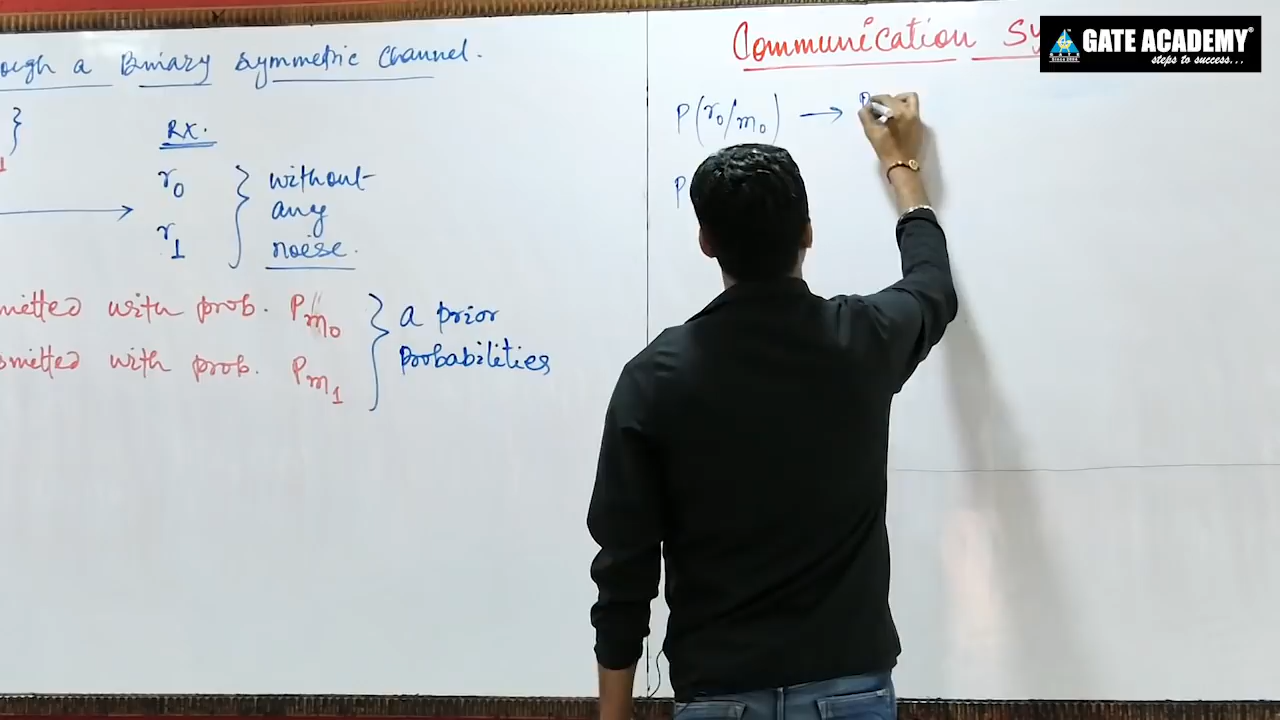 ough a Binary Symmetric Channel.
}
1
RX.
r0
r1
} without any noise.
mitted with prob. Pm0
smitted with prob. Pm1
} a prior probabilities
Communication Sy
P(r0/m0) → P
P
GATE ACADEMY®
steps to success...